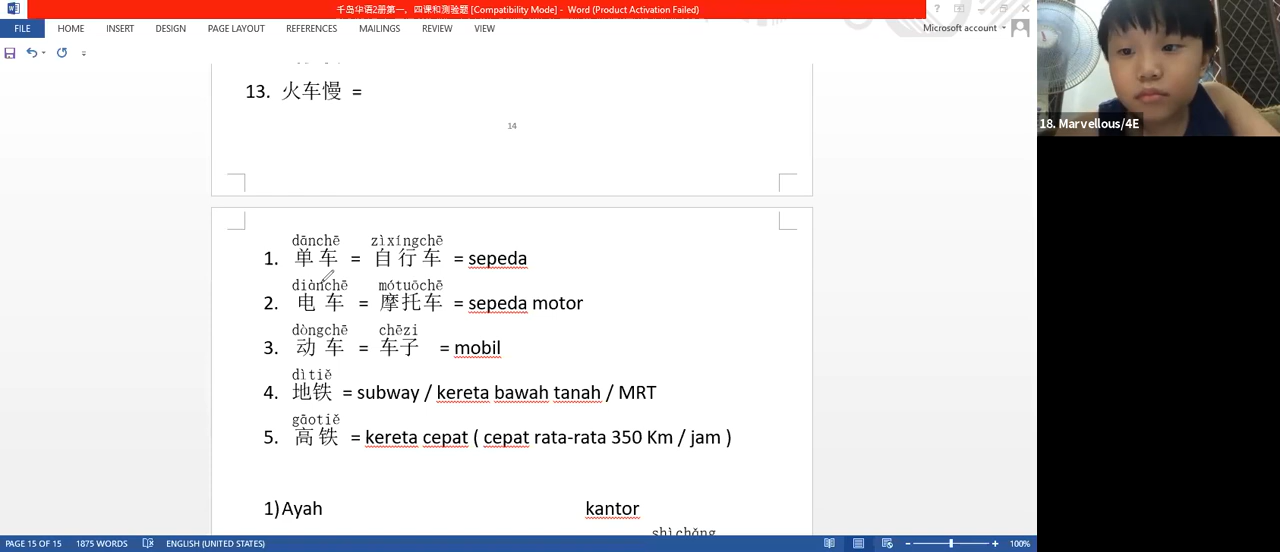 千岛华语2册第一，四课和测验题 [Compatibility Mode] - Word (Product Activation Failed)
FILE HOME INSERT DESIGN PAGE LAYOUT REFERENCES MAILINGS REVIEW VIEW Microsoft account
13. 火车慢 =
14
dānchē zìxíngchē
1. 单车 = 自行车 = sepeda
diànchē mótuōchē
2. 电车 = 摩托车 = sepeda motor
dòngchē chēzi
3. 动车 = 车子 = mobil
dìtiě
4. 地铁 = subway / kereta bawah tanah / MRT
gāotiě
5. 高铁 = kereta cepat ( cepat rata-rata 350 Km / jam )
1) Ayah kantor
shìchǎng
PAGE 15 OF 15 1875 WORDS ENGLISH (UNITED STATES) 100%
18. Marvellous/4E